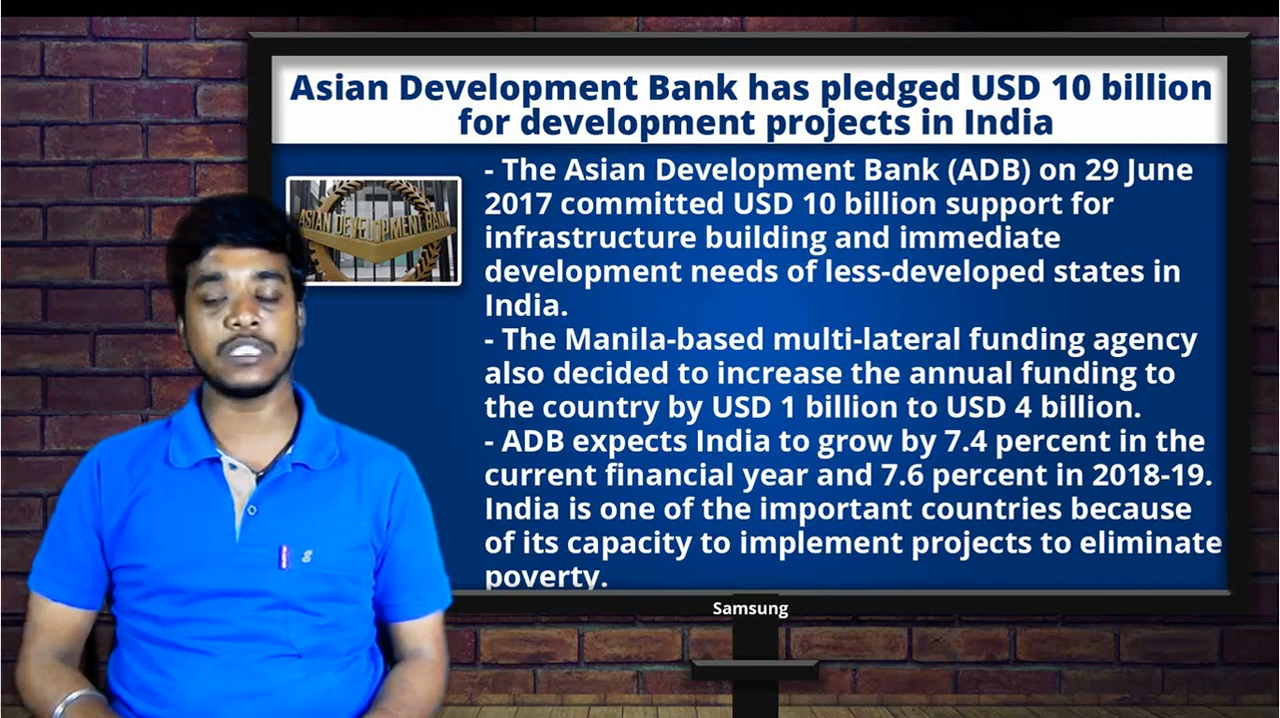 Asian Development Bank has pledged USD 10 billion
for development projects in India
ASIAN DEVELOPMENT BANK
- The Asian Development Bank (ADB) on 29 June
2017 committed USD 10 billion support for
infrastructure building and immediate
development needs of less-developed states in
India.
- The Manila-based multi-lateral funding agency
also decided to increase the annual funding to
the country by USD 1 billion to USD 4 billion.
- ADB expects India to grow by 7.4 percent in the
current financial year and 7.6 percent in 2018-19.
India is one of the important countries because
of its capacity to implement projects to eliminate
poverty.
Samsung